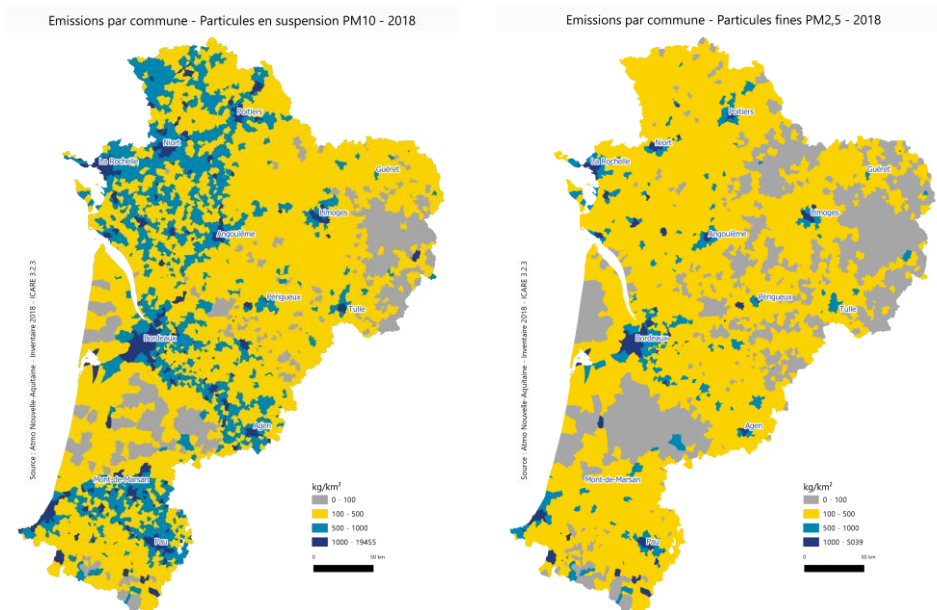 Emissions par commune - Particules en suspension PM10 - 2018
Poitiers
Niort
La Rochelle
Guéret
Limoges
Angoulême
Périgueux
Tulle
Bordeaux
Agen
Mont-de-Marsan
Pau
Source : Atmo Nouvelle-Aquitaine - Inventaire 2018 - ICARE 3.2.3
kg/km²
0 - 100
100 - 500
500 - 1000
1000 - 19455
0 50 km
Emissions par commune - Particules fines PM2,5 - 2018
Poitiers
Niort
La Rochelle
Guéret
Limoges
Angoulême
Périgueux
Tulle
Bordeaux
Agen
Mont-de-Marsan
Pau
Source : Atmo Nouvelle-Aquitaine - Inventaire 2018 - ICARE 3.2.3
kg/km²
0 - 100
100 - 500
500 - 1000
1000 - 5039
0 50 km